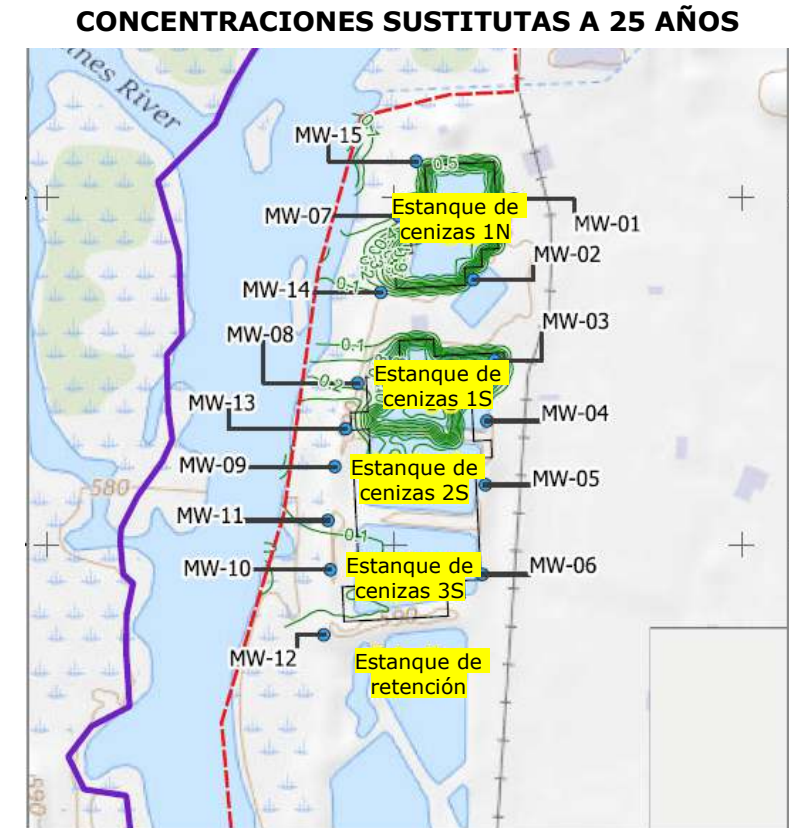 CONCENTRACIONES SUSTITUTAS A 25 AÑOS
nes River
MW-15
0.1
0.5
MW-07
Estanque de
cenizas 1N
MW-01
MW-02
MW-14
0.1
MW-03
MW-08
0.1
0.2
Estanque de
cenizas 1S
MW-13
MW-04
MW-09
Estanque de
cenizas 2S
580
MW-05
MW-11
0.1
MW-10
Estanque de
cenizas 3S
MW-06
590
MW-12
Estanque de
retención
590